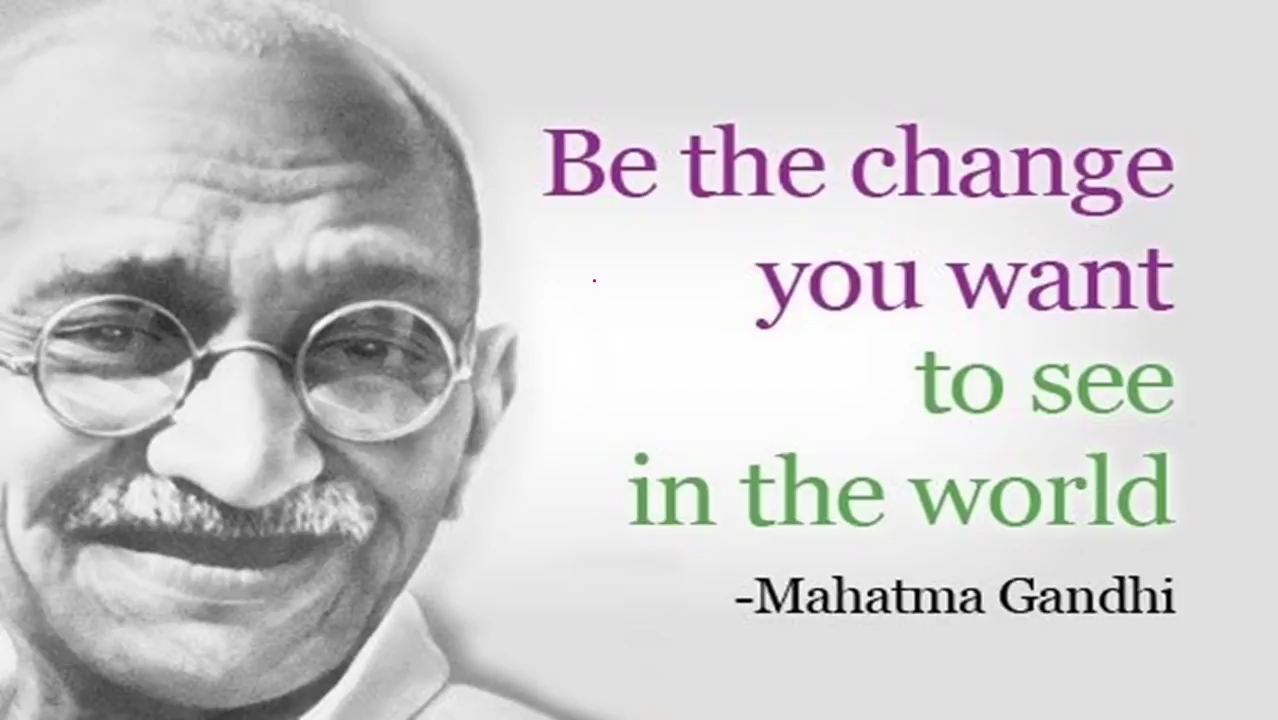 Be the change
you want
to see
in the world
-Mahatma Gandhi